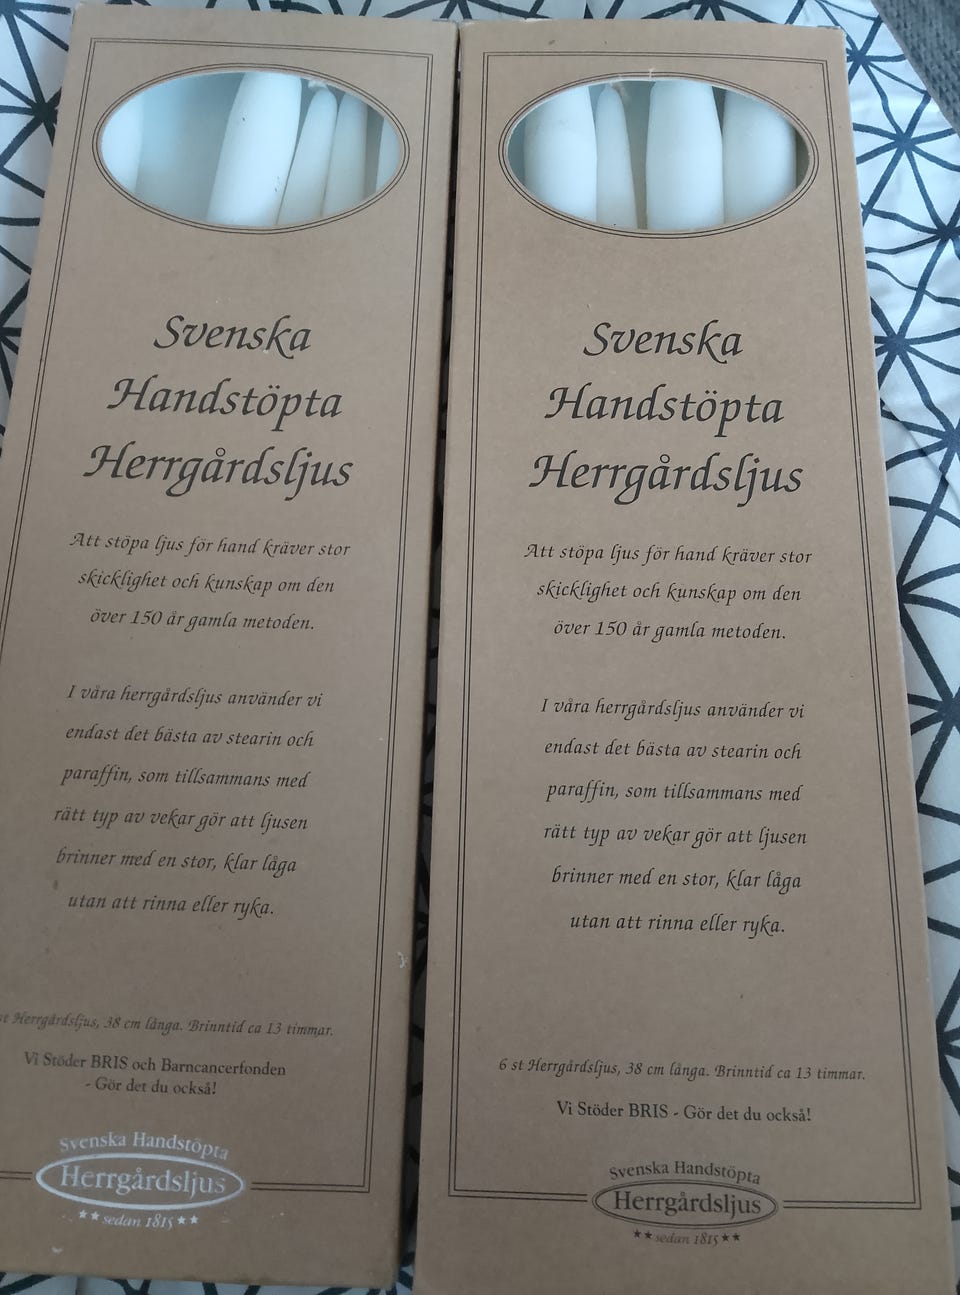 Svenska
Handstöpta
Herrgårdsljus
Att stöpa ljus för hand kräver stor
skicklighet och kunskap om den
över 150 år gamla metoden.
I våra herrgårdsljus använder vi
endast det bästa av stearin och
paraffin, som tillsammans med
rätt typ av vekar gör att ljusen
brinner med en stor, klar låga
utan att rinna eller ryka.
st Herrgårdsljus, 38 cm långa. Brinntid ca 13 timmar.
Vi Stöder BRIS och Barncancerfonden
- Gör det du också!
Svenska Handstöpta
Herrgårdsljus
★★ sedan 1815 ★★
Svenska
Handstöpta
Herrgårdsljus
Att stöpa ljus för hand kräver stor
skicklighet och kunskap om den
över 150 år gamla metoden.
I våra herrgårdsljus använder vi
endast det bästa av stearin och
paraffin, som tillsammans med
rätt typ av vekar gör att ljusen
brinner med en stor, klar låga
utan att rinna eller ryka.
6 st Herrgårdsljus, 38 cm långa. Brinntid ca 13 timmar.
Vi Stöder BRIS - Gör det du också!
Svenska Handstöpta
Herrgårdsljus
★★ sedan 1815 ★★